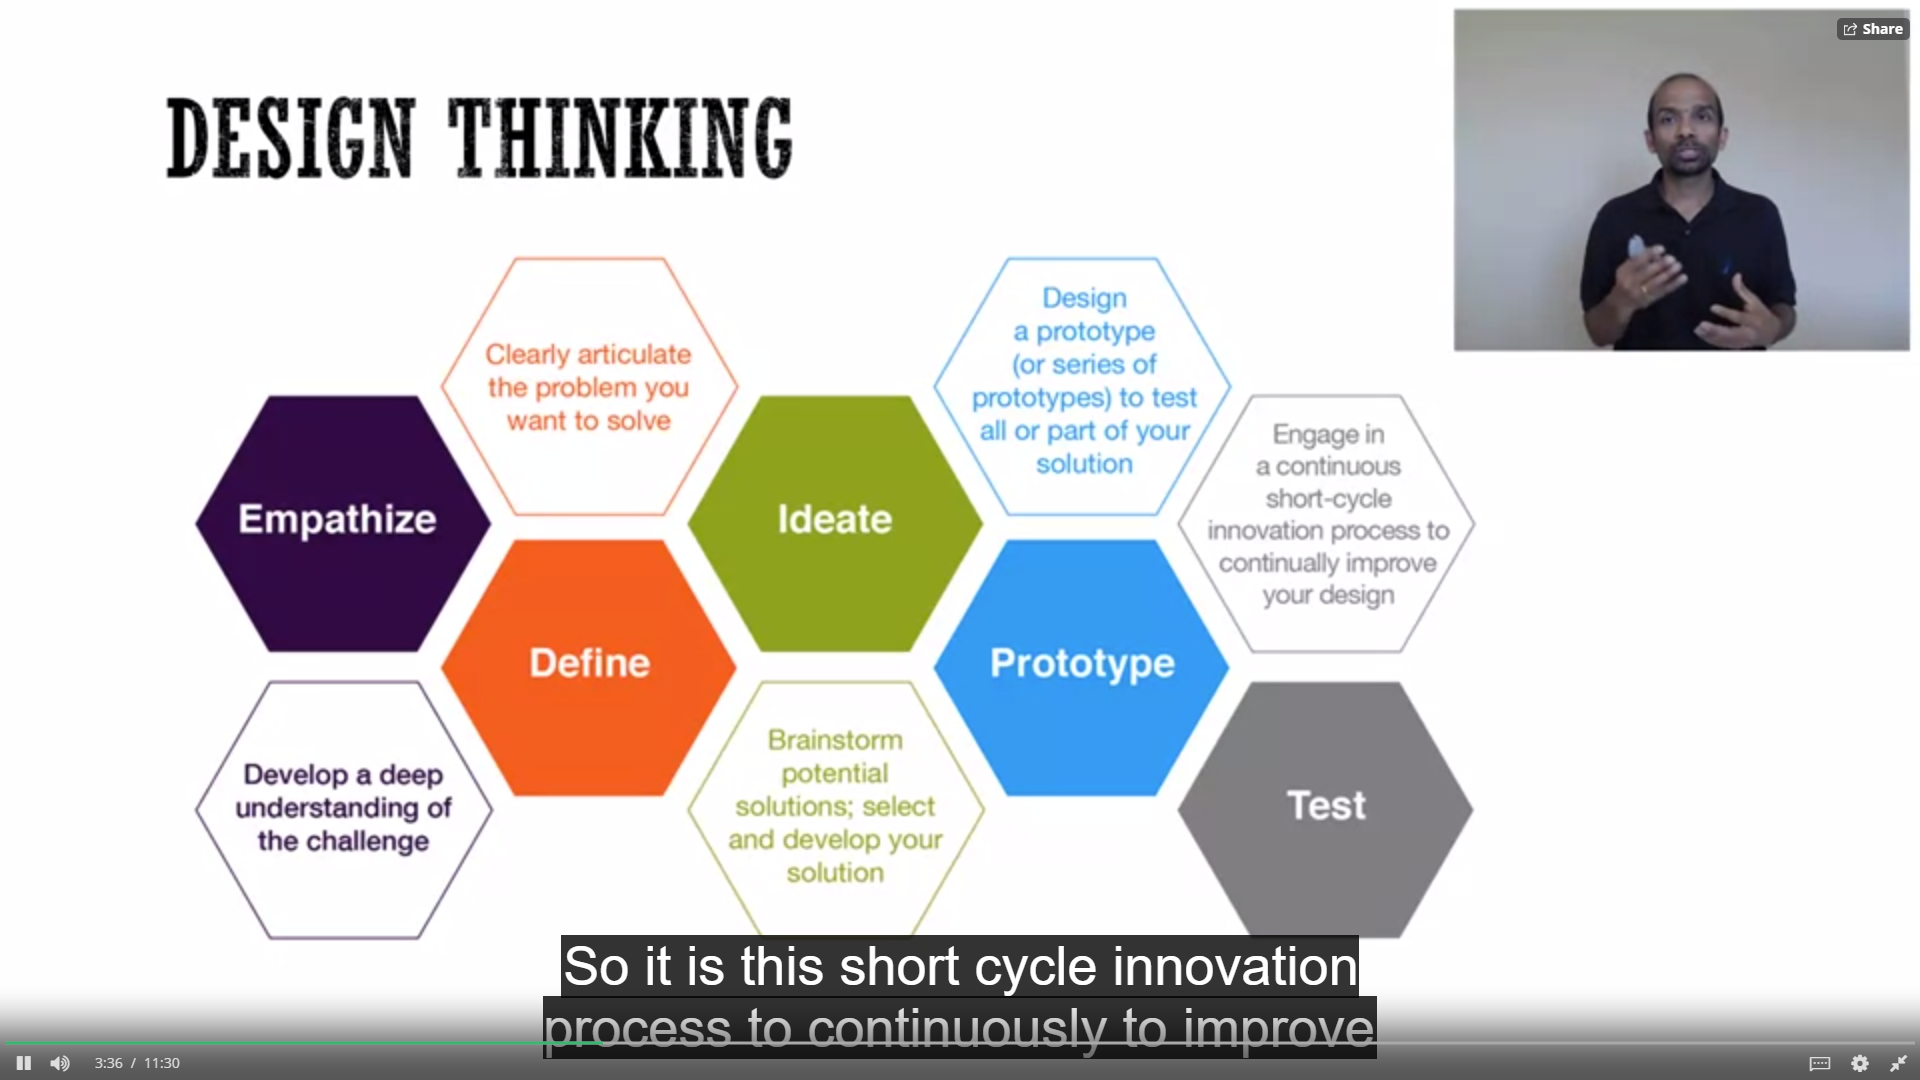 Share
DESIGN THINKING
Clearly articulate
the problem you
want to solve
Design
a prototype
(or series of
prototypes) to test
all or part of your
solution
Engage in
a continuous
short-cycle
innovation process to
continually improve
your design
Empathize
Ideate
Define
Prototype
Develop a deep
understanding of
the challenge
Brainstorm
potential
solutions; select
and develop your
solution
Test
So it is this short cycle innovation
process to continuously to improve
3:36 / 11:30